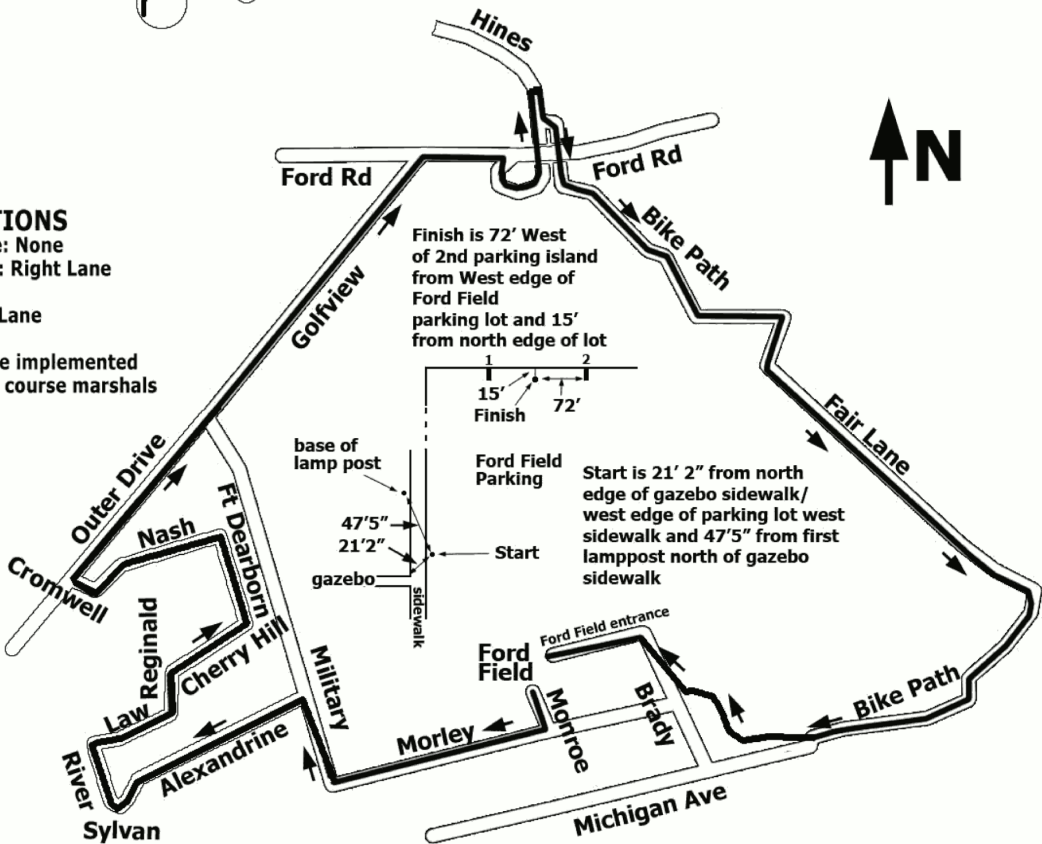 Hines
N
Ford Rd
Ford Rd
Bike Path
TIONS
e: None
: Right Lane
Lane
e implemented
course marshals
Finish is 72' West
of 2nd parking island
from West edge of
Ford Field
parking lot and 15'
from north edge of lot
Golfview
1
2
15'
72'
Finish
Fair Lane
Outer Drive
base of
lamp post
Ford Field
Parking
Start is 21' 2" from north
edge of gazebo sidewalk/
west edge of parking lot west
sidewalk and 47'5" from first
lamppost north of gazebo
sidewalk
47'5"
21'2"
Start
gazebo
sidewalk
Nash
Ft Dearborn
Cromwell
Reginald
Cherry Hill
Ford Field entrance
Ford
Field
Military
Monroe
Brady
Bike Path
Law
Morley
Alexandrine
River
Sylvan
Michigan Ave